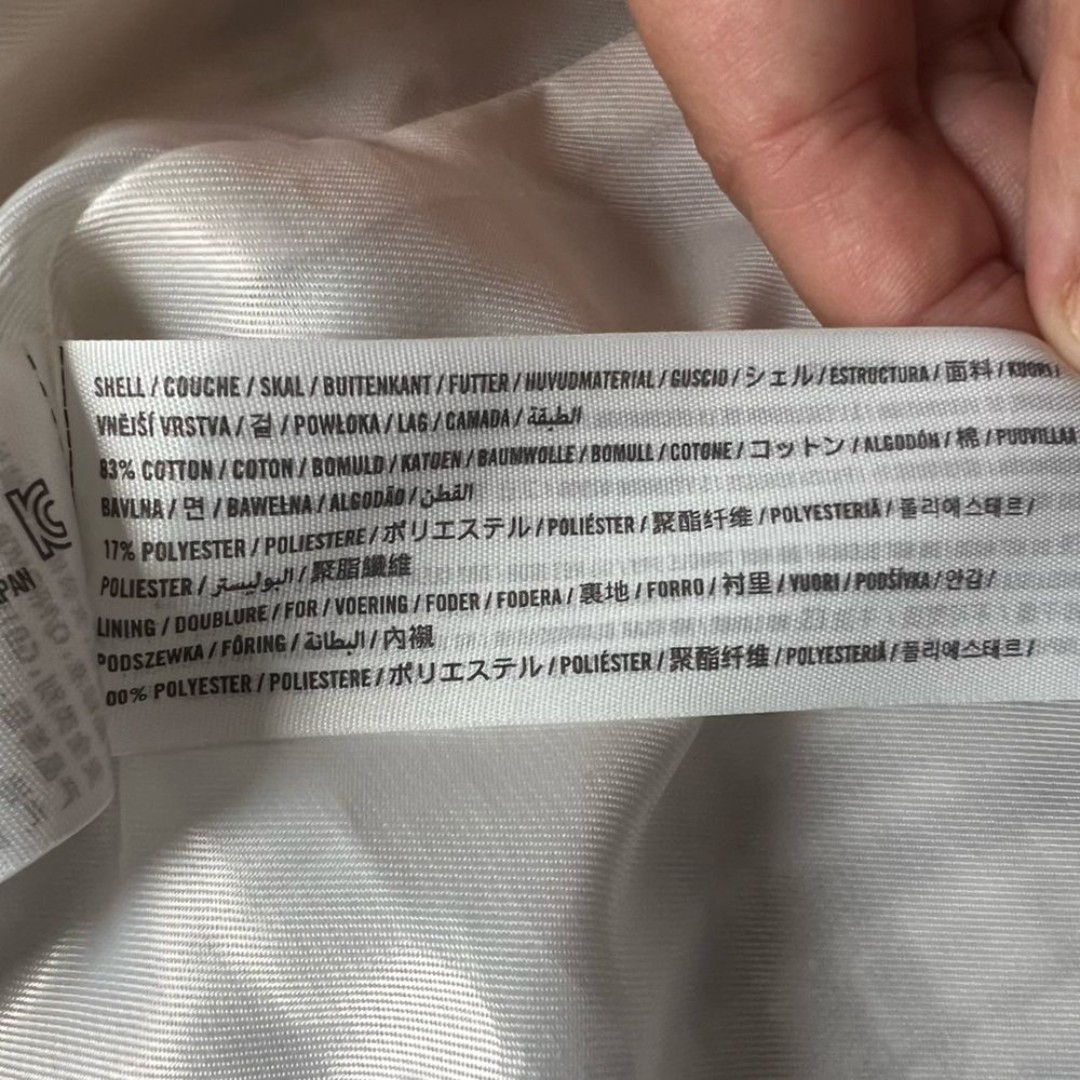 SHELL / COUCHE / SKAL / BUITENKANT / FUTTER / HUVUDMATERIAL / GUSCIO / シェル / ESTRUCTURA / 面料 / KUORI /
VNĚJŠÍ VRSTVA / 겉 / POWŁOKA / LAG / CAMADA / الطبقة
83% COTTON / COTON / BOMULD / KATOEN / BAUMWOLLE / BOMULL / COTONE / コットン / ALGODÓN / 棉 / PUUVILLAA
BAVLNA / 면 / BAWEŁNA / ALGODÃO / القطن
17% POLYESTER / POLIESTERE / ポリエステル / POLIÉSTER / 聚酯纤维 / POLYESTERIÄ / 폴리에스테르 /
POLIESTER / البوليستر / 聚脂纖維
LINING / DOUBLURE / FOR / VOERING / FODER / FODERA / 裏地 / FORRO / 衬里 / VUORI / PODŠÍVKA / 안감 /
PODSZEWKA / FÔRING / البطانة / 內襯
00% POLYESTER / POLIESTERE / ポリエステル / POLIÉSTER / 聚酯纤维 / POLYESTERIÄ / 폴리에스테르 /
PAN